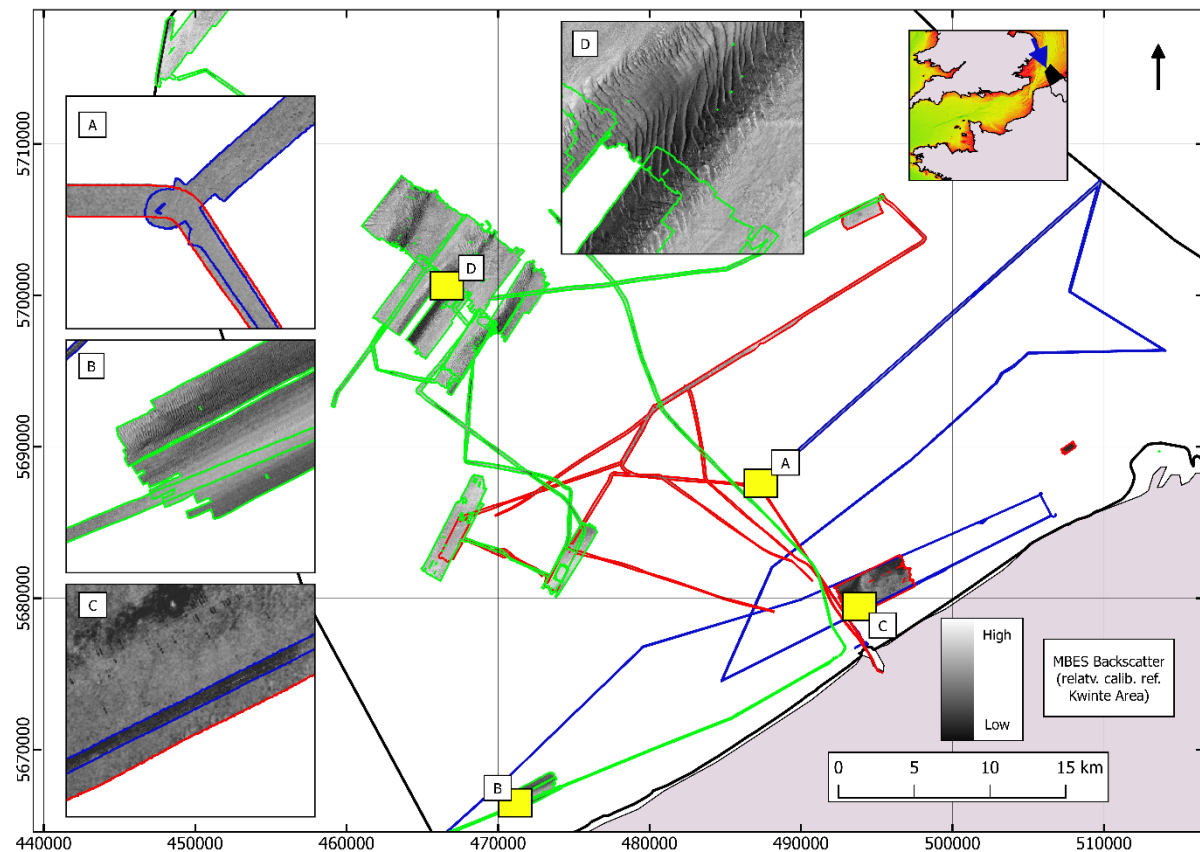 D
A
B
C
D
A
C
B
High
Low
MBES Backscatter
(relatv. calib. ref.
Kwinte Area)
0 5 10 15 km
5710000
5700000
5690000
5680000
5670000
440000 450000 460000 470000 480000 490000 500000 510000